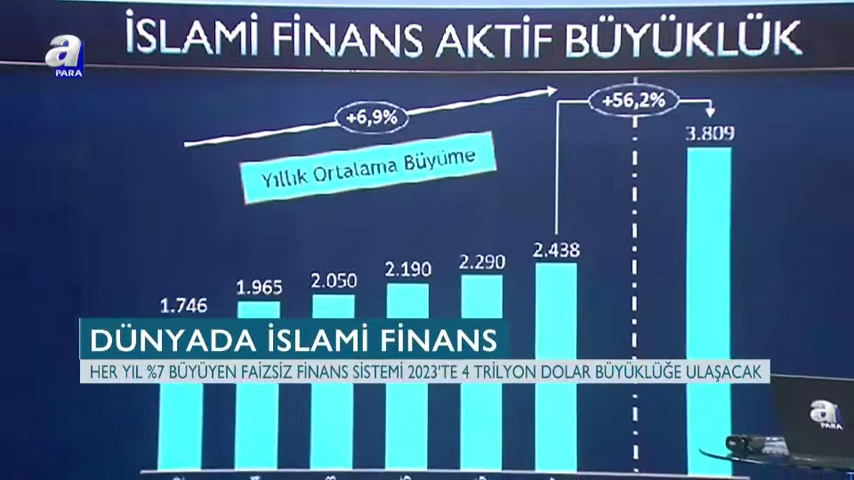 İSLAMİ FİNANS AKTİF BÜYÜKLÜK
a
PARA
+6,9%
+56,2%
Yıllık Ortalama Büyüme
3.809
2.438
2.290
2.190
2.050
1.965
1.746
DÜNYADA İSLAMİ FİNANS
HER YIL %7 BÜYÜYEN FAİZSİZ FİNANS SİSTEMİ 2023'TE 4 TRİLYON DOLAR BÜYÜKLÜĞE ULAŞACAK
a
PARA